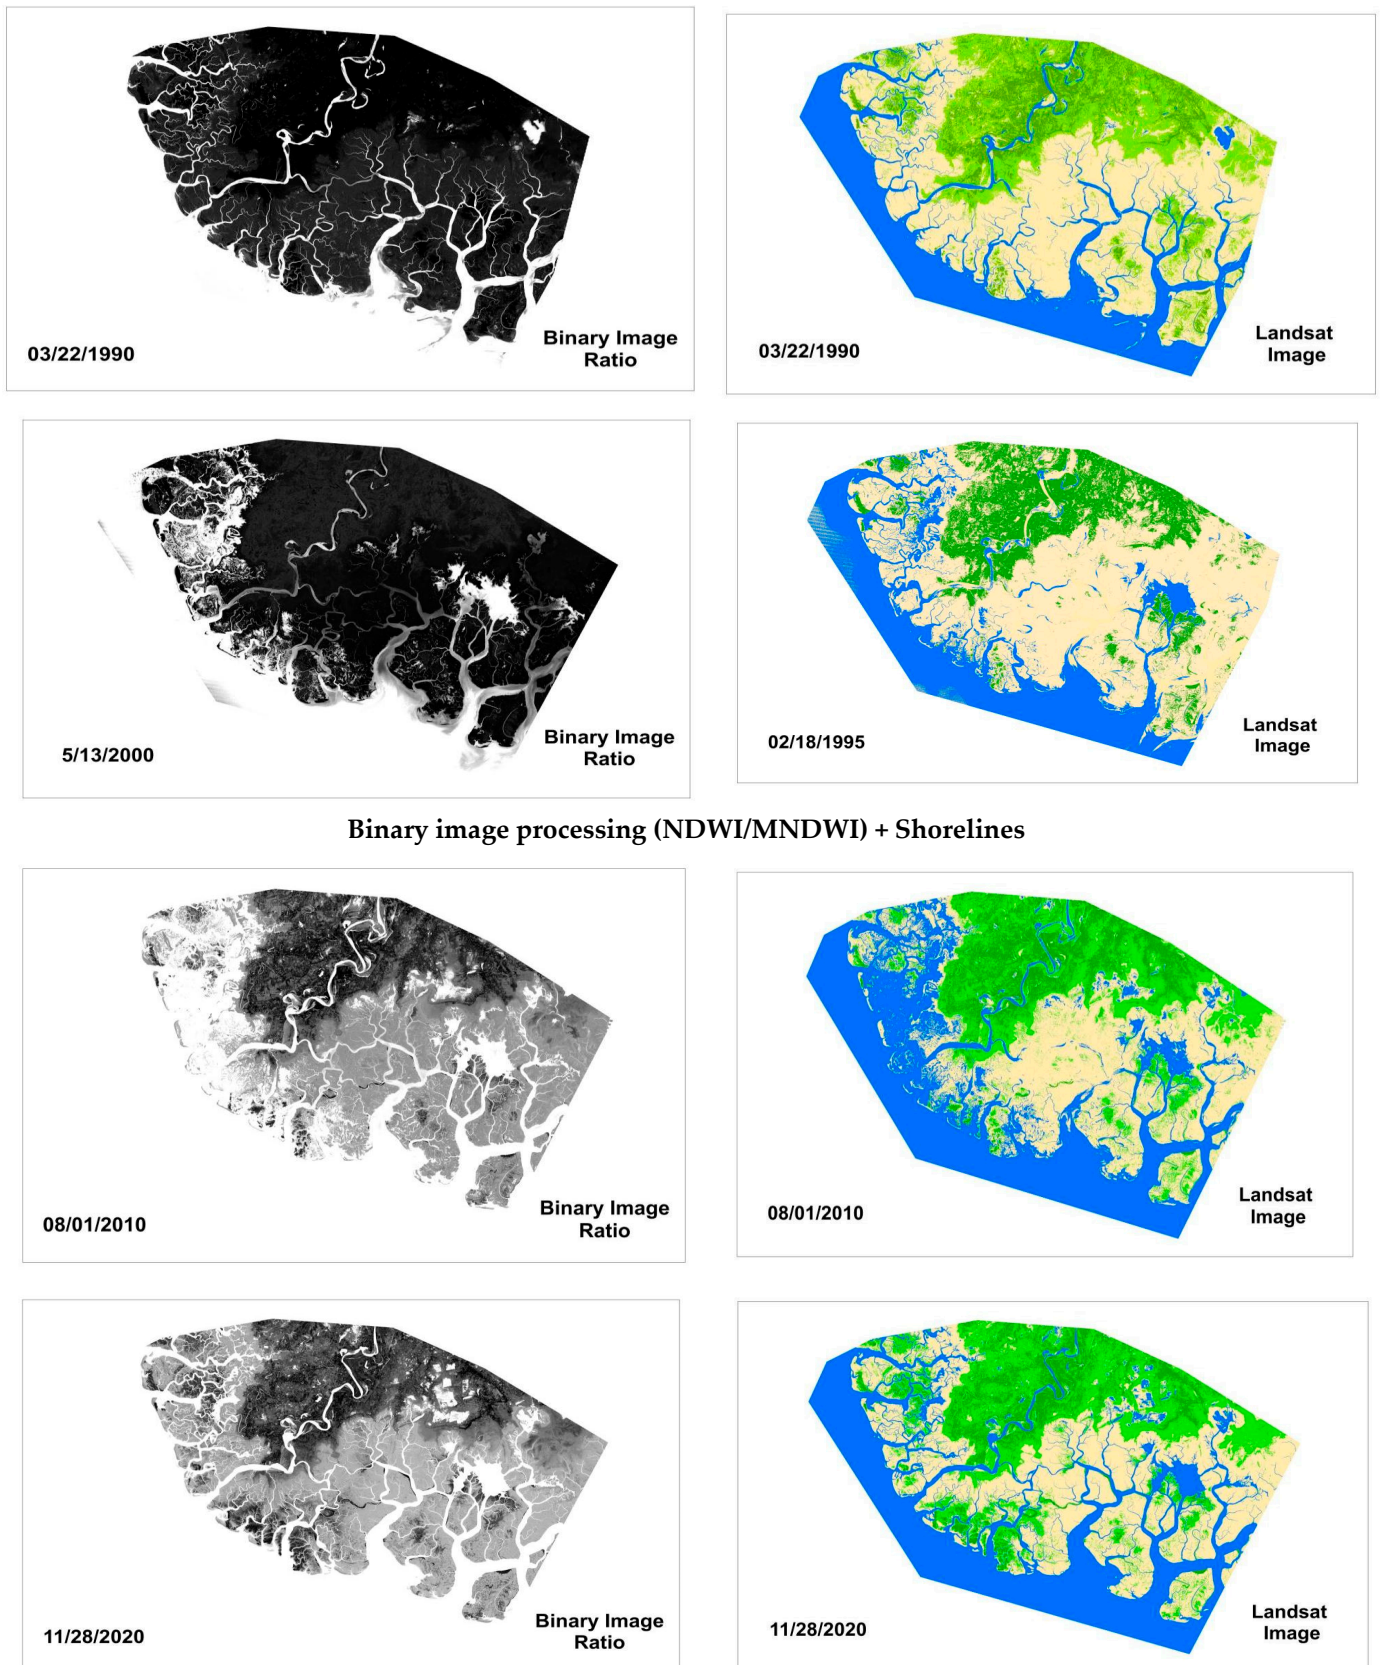 03/22/1990
Binary Image
Ratio
03/22/1990
Landsat
Image
5/13/2000
Binary Image
Ratio
02/18/1995
Landsat
Image
Binary image processing (NDWI/MNDWI) + Shorelines
08/01/2010
Binary Image
Ratio
08/01/2010
Landsat
Image
11/28/2020
Binary Image
Ratio
11/28/2020
Landsat
Image